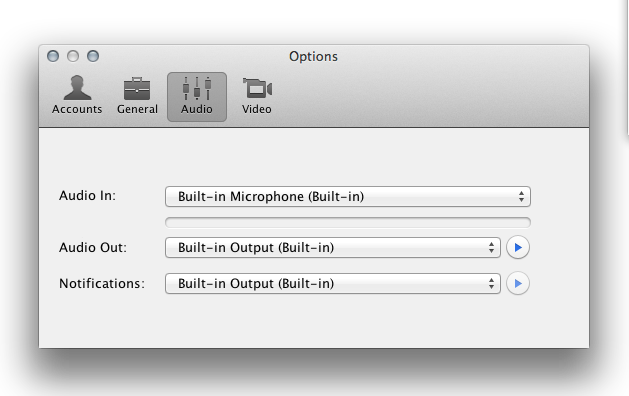 Options
Accounts General Audio Video
Audio In: Built-in Microphone (Built-in)
Audio Out: Built-in Output (Built-in)
Notifications: Built-in Output (Built-in)